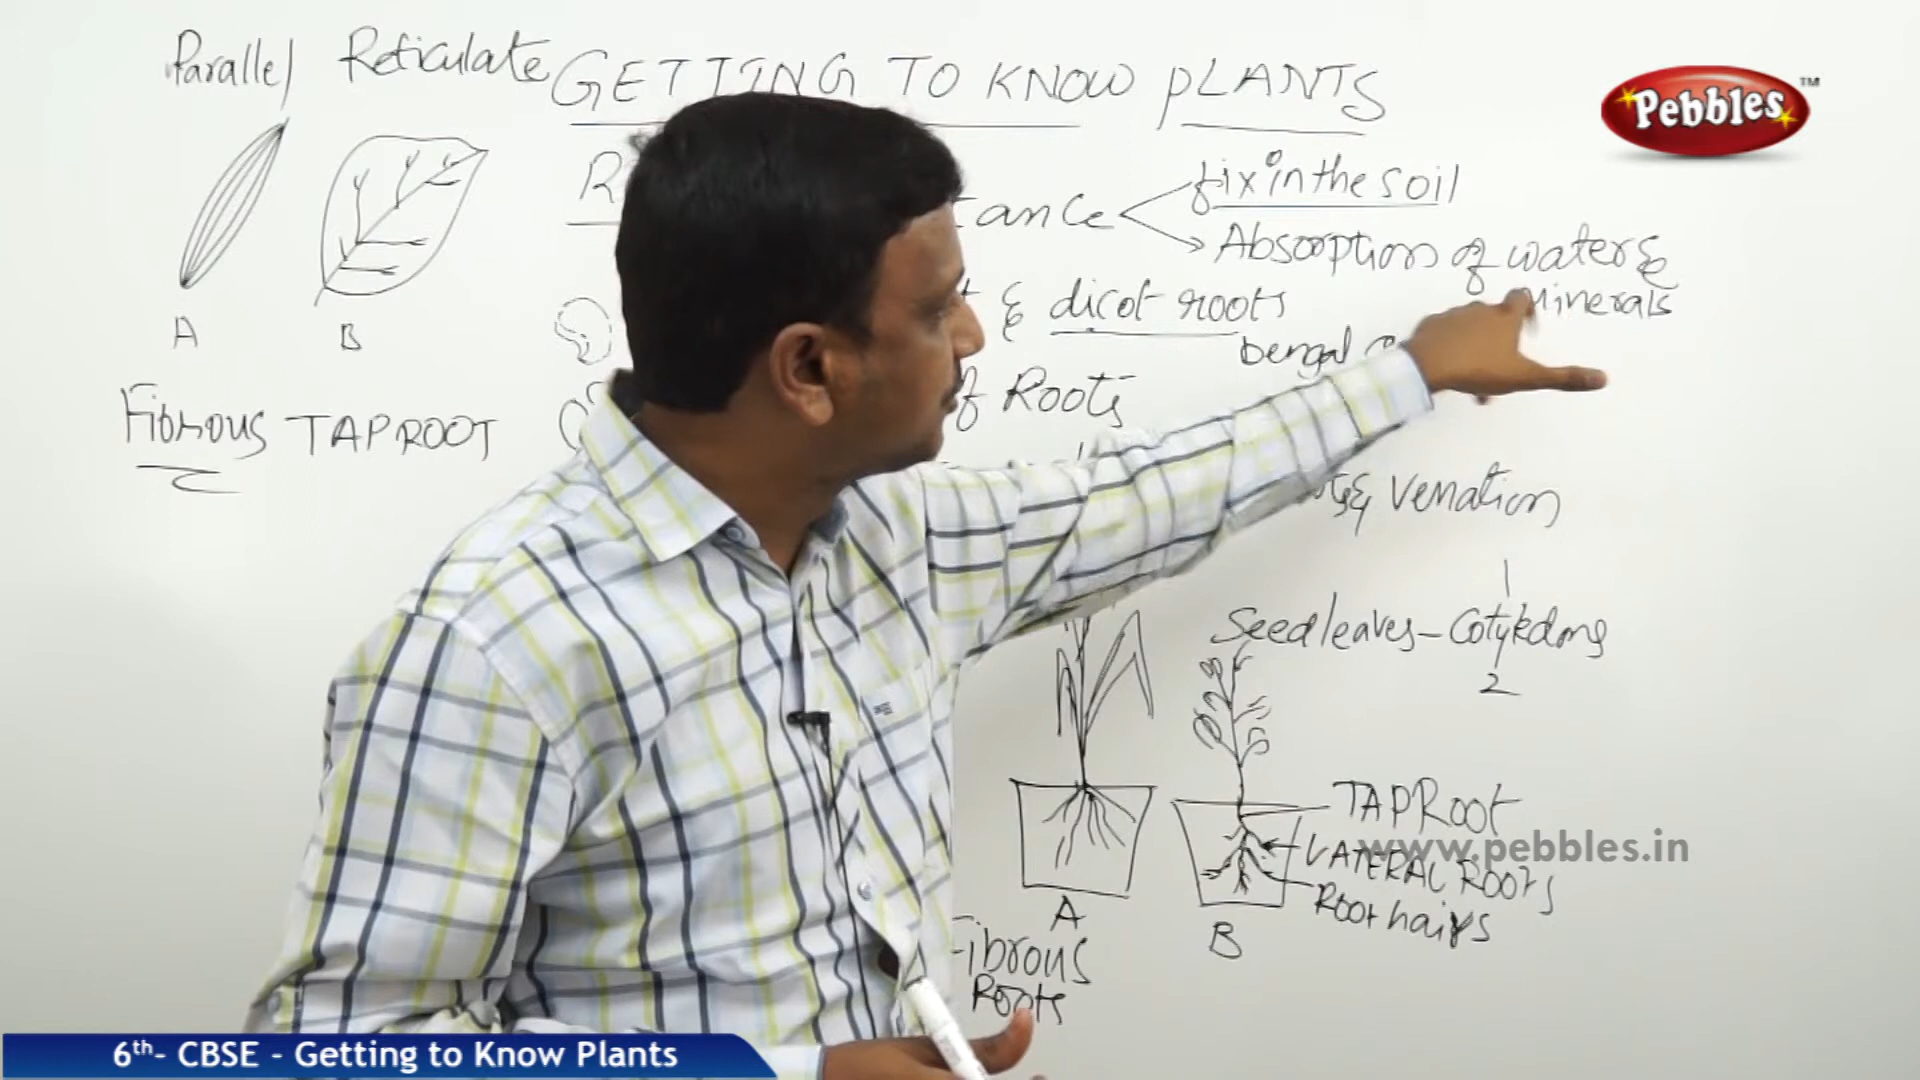 Parallel Reticulate
GETTING TO KNOW PLANTS
fix in the soil
Absorption of water &
Minerals
A
B
& dicot roots
bengal
of Roots
Fibrous TAPROOT
& venation
1
Seed leaves - Cotyledons
2
TAPROOT
LATERAL ROOTS
Root hairs
A
B
Fibrous
Roots
Pebbles
TM
www.pebbles.in
6th- CBSE - Getting to Know Plants